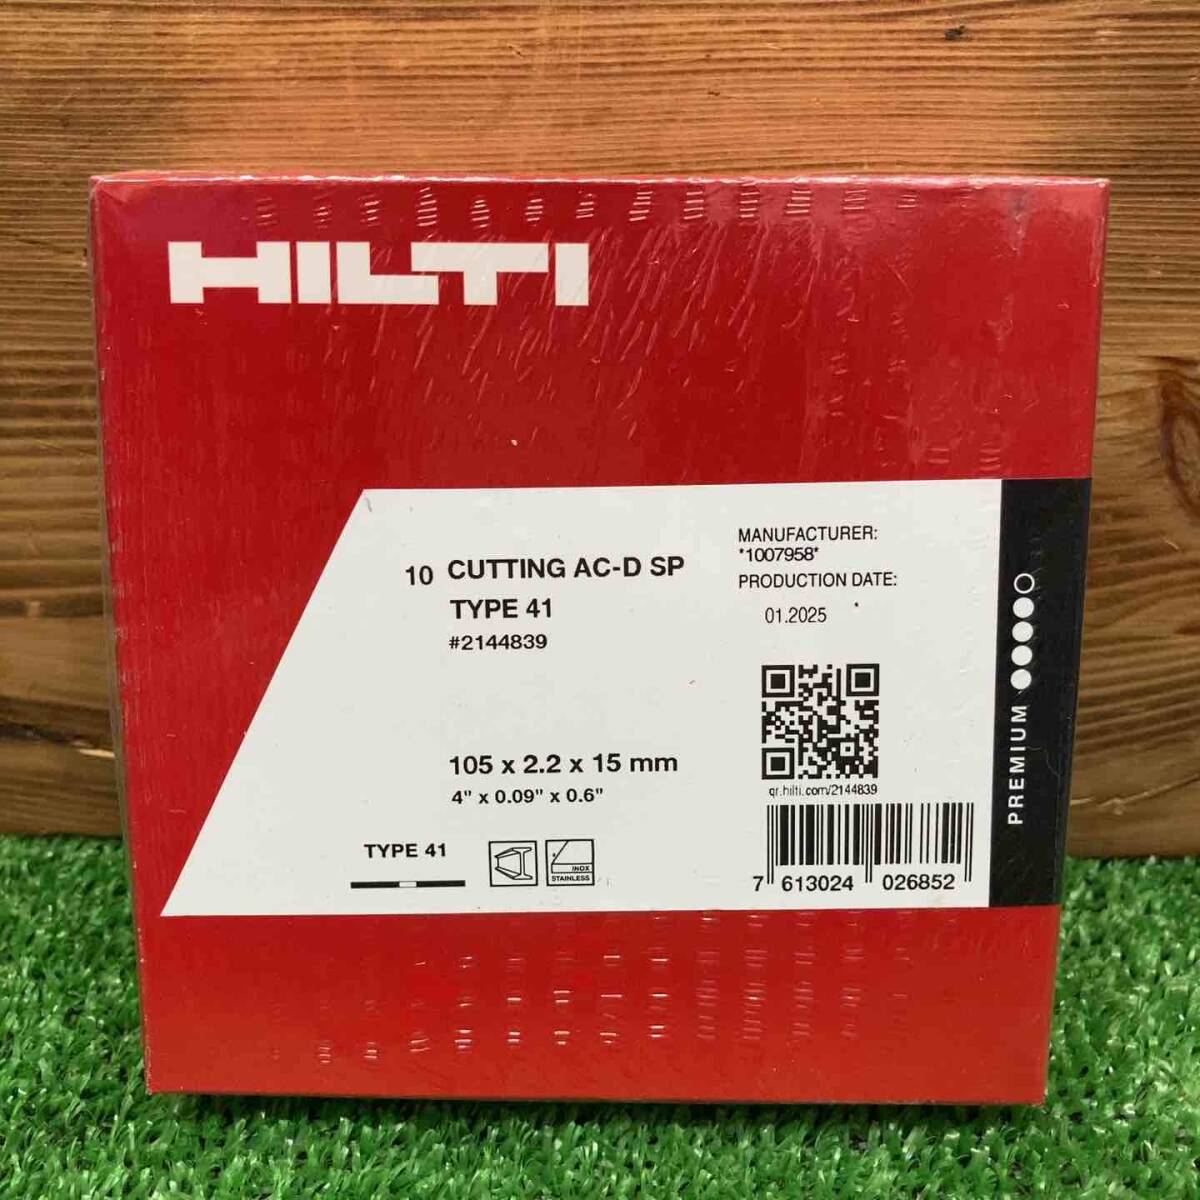 HILTI
10 CUTTING AC-D SP
TYPE 41
#2144839
MANUFACTURER:
*1007958*
PRODUCTION DATE:
01.2025
105 x 2.2 x 15 mm
4" x 0.09" x 0.6"
qr.hilti.com/2144839
TYPE 41
INOX
STAINLESS
7 613024 026852
PREMIUM